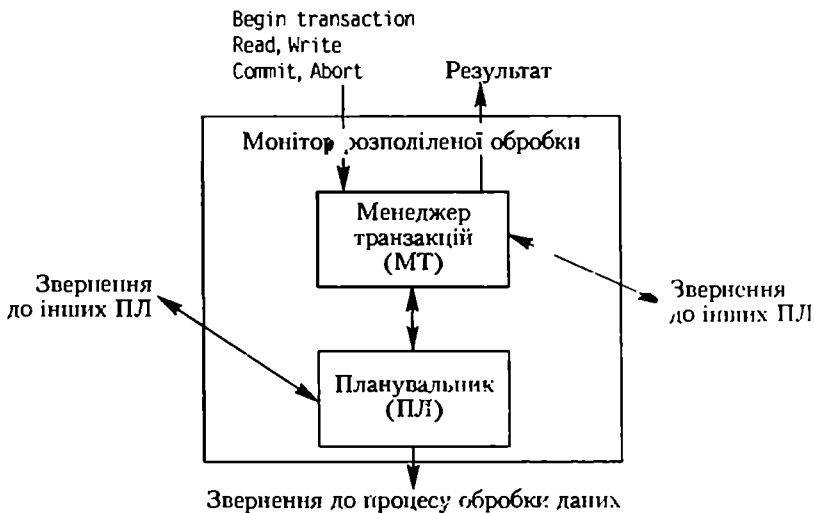 Begin transaction
Read, Write
Commit, Abort
Результат
Монітор розполіленої обробки
Менеджер
транзакцій
(МТ)
Звернення
до інших ПЛ
Звернення
до інших ПЛ
Планувальник
(ПЛ)
Звернення до процесу обробки даних